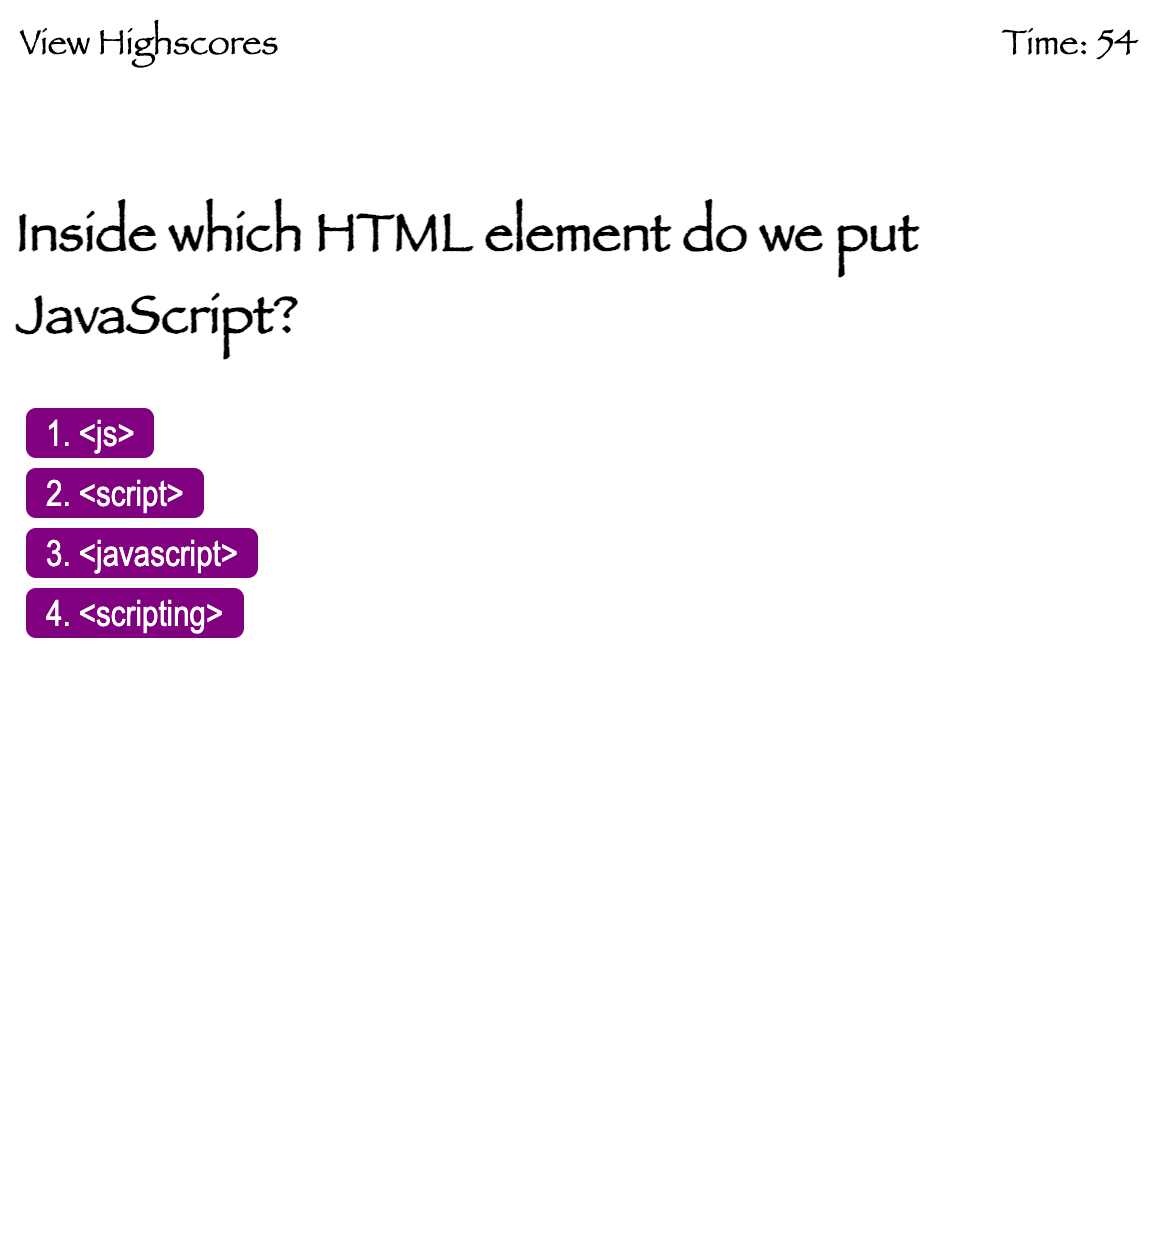 View Highscores
Time: 54
Inside which HTML element do we put
JavaScript?
1. <js>
2. <script>
3. <javascript>
4. <scripting>